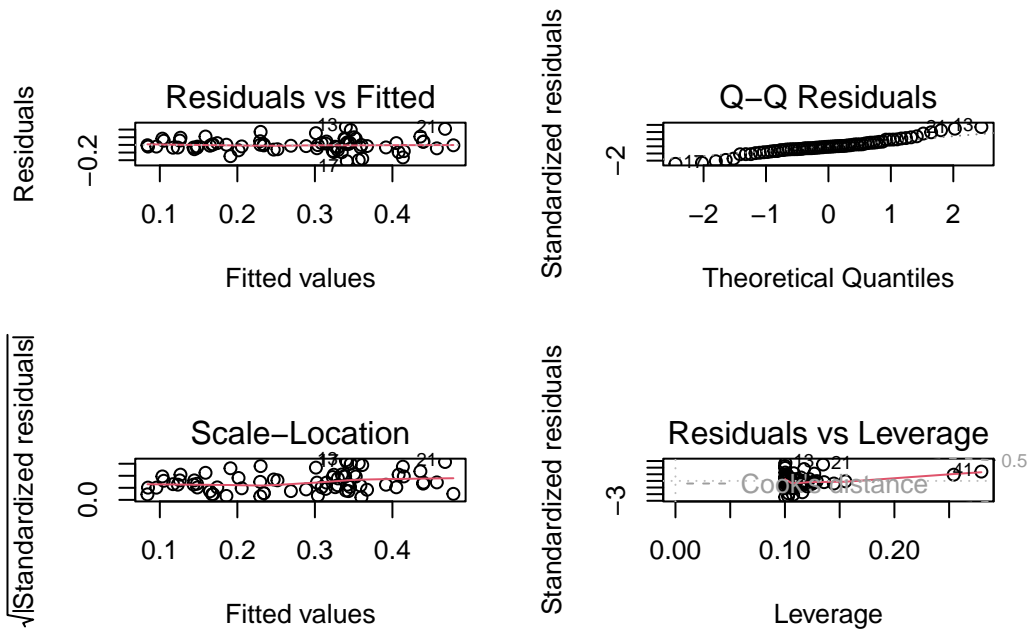 Residuals vs Fitted
Residuals
−0.2
13
21
17
0.1 0.2 0.3 0.4
Fitted values
Q−Q Residuals
Standardized residuals
−2
21 13
17
−2 −1 0 1 2
Theoretical Quantiles
Scale−Location
√|Standardized residuals|
0.0
21
0.1 0.2 0.3 0.4
Fitted values
Residuals vs Leverage
Standardized residuals
−3
13
21
41
0.5
Cook's distance
0.00 0.10 0.20
Leverage